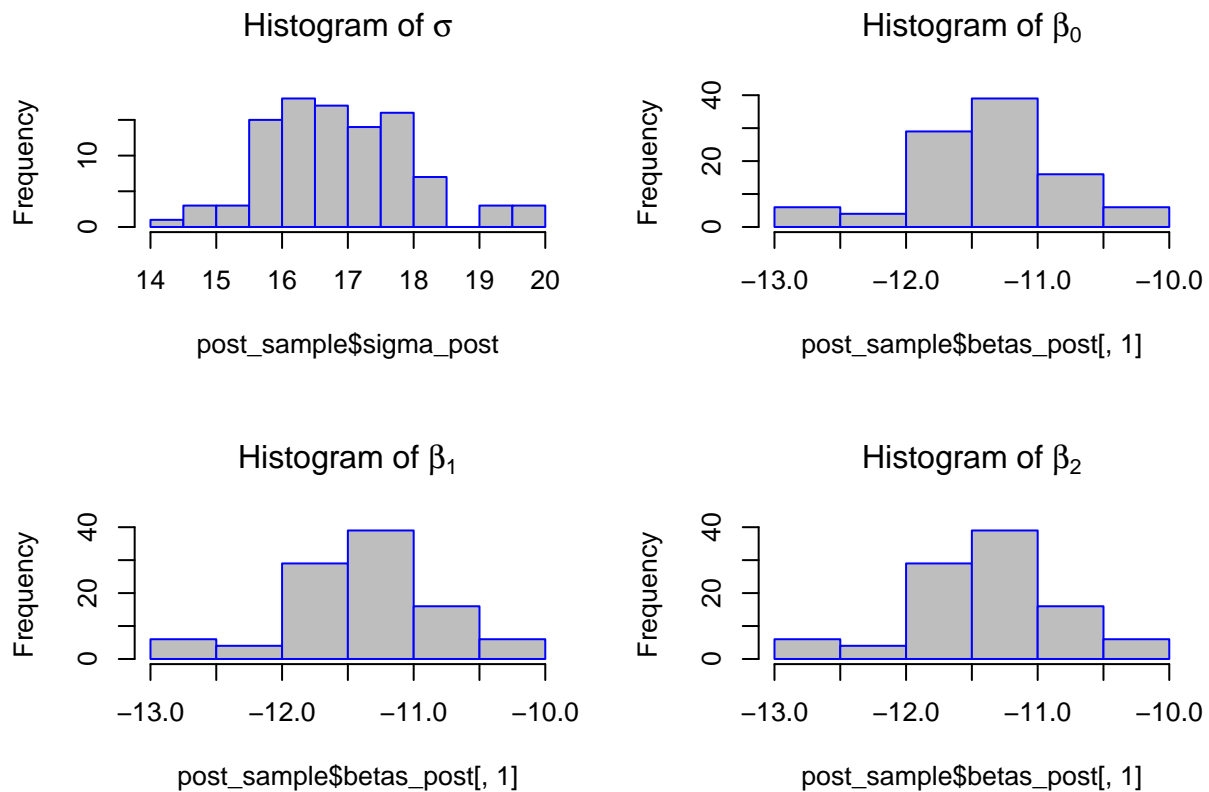 Histogram of σ
Frequency
0
10
14 15 16 17 18 19 20
post_sample$sigma_post
Histogram of β₀
Frequency
0
20
40
−13.0 −12.0 −11.0 −10.0
post_sample$betas_post[, 1]
Histogram of β₁
Frequency
0
20
40
−13.0 −12.0 −11.0 −10.0
post_sample$betas_post[, 1]
Histogram of β₂
Frequency
0
20
40
−13.0 −12.0 −11.0 −10.0
post_sample$betas_post[, 1]